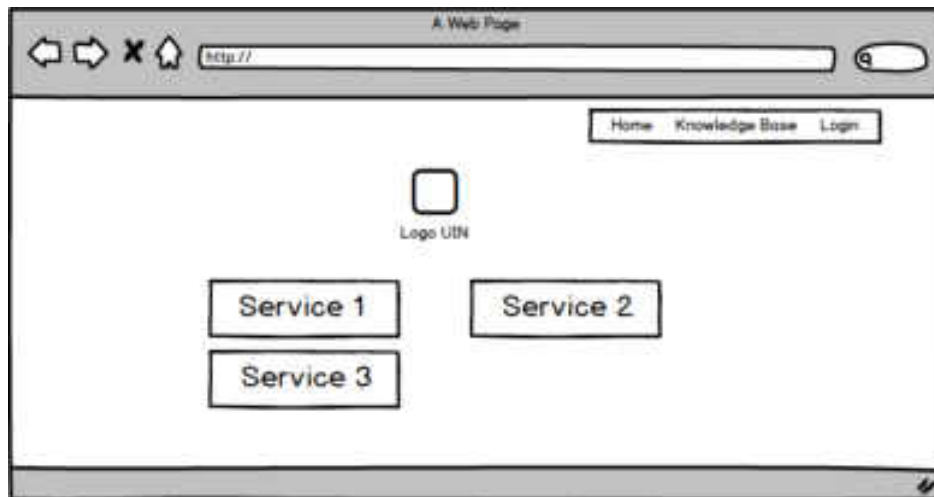 A Web Page
http://
Home Knowledge Base Login
Logo UIN
Service 1 Service 2
Service 3